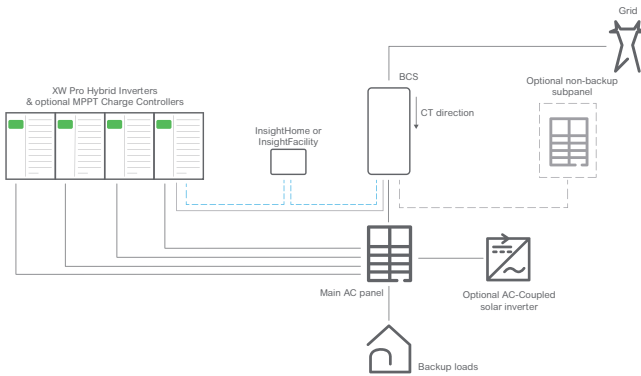 Grid
BCS
XW Pro Hybrid Inverters
& optional MPPT Charge Controllers
Optional non-backup
subpanel
CT direction
InsightHome or
InsightFacility
Main AC panel
Optional AC-Coupled
solar inverter
Backup loads